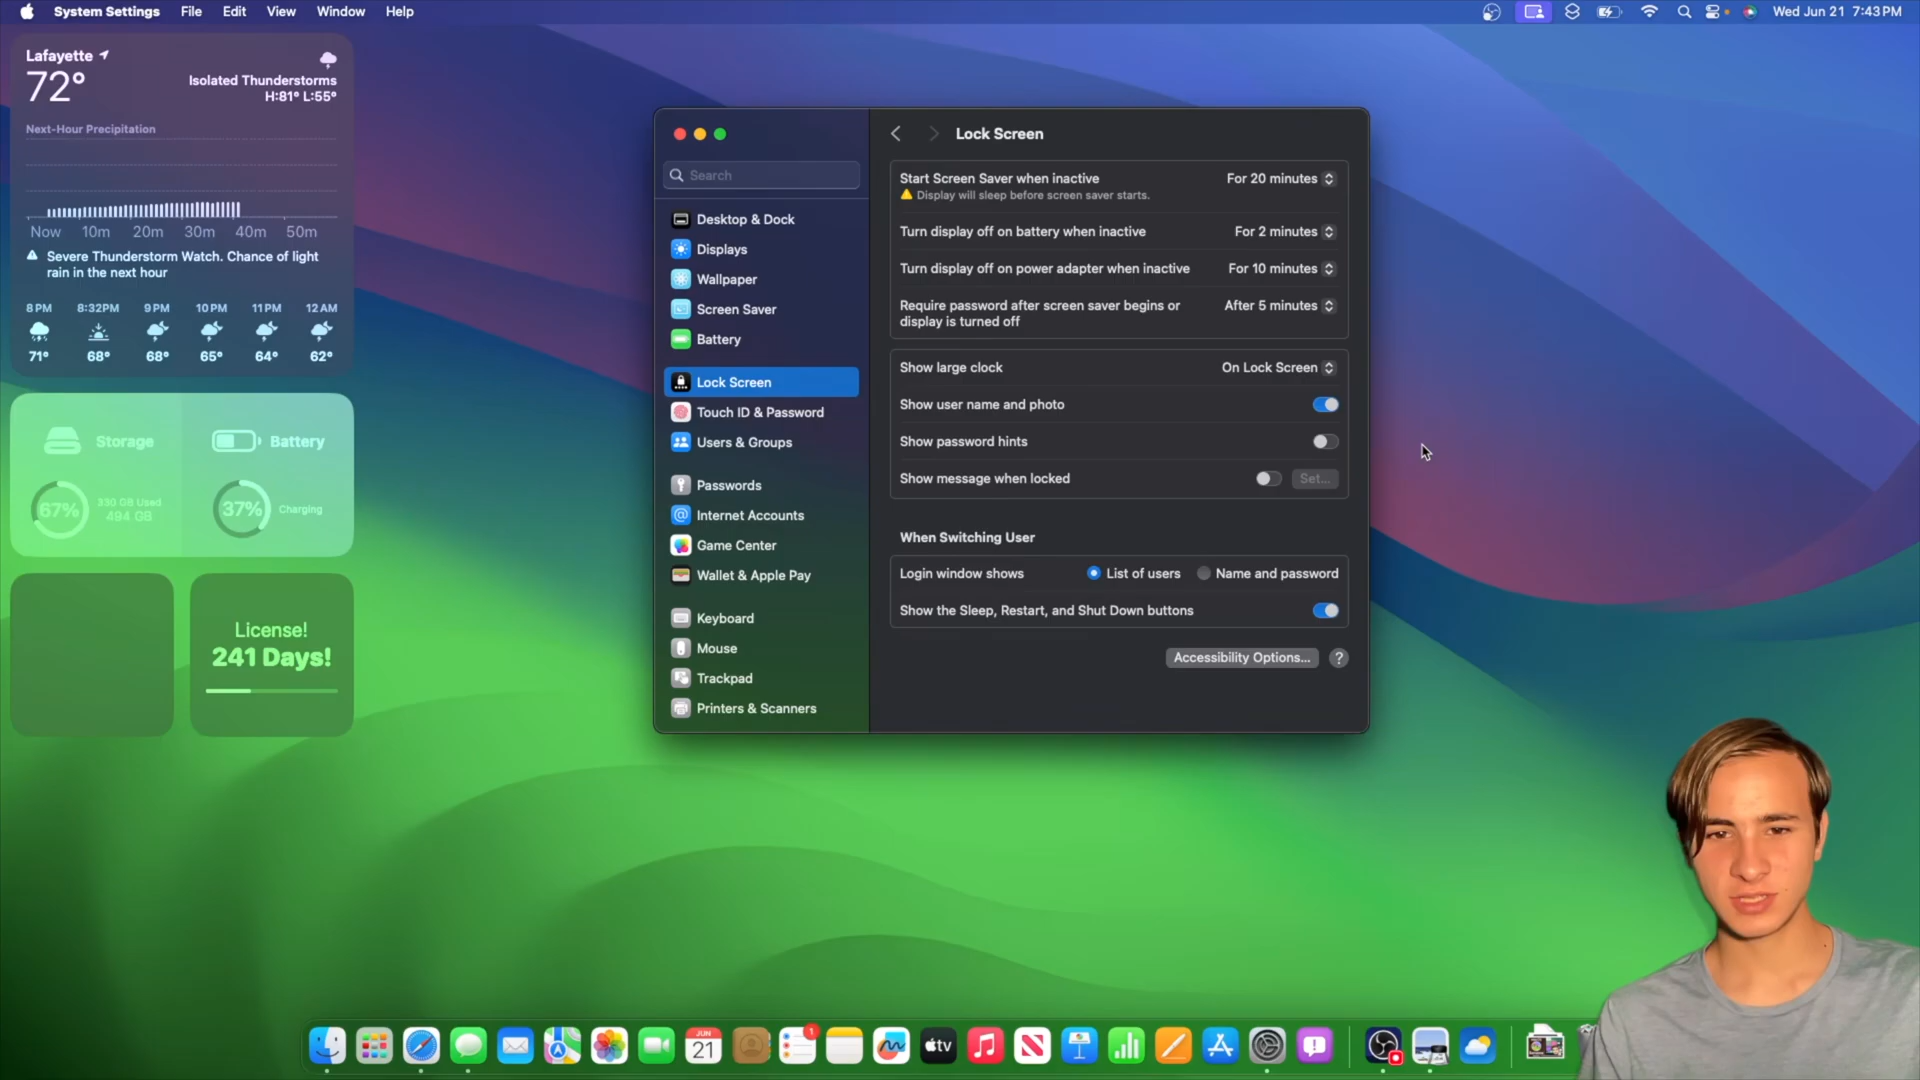 System Settings File Edit View Window Help
Wed Jun 21 7:43 PM
Lafayette
72°
Isolated Thunderstorms
H:81° L:55°
Next-Hour Precipitation
Now 10m 20m 30m 40m 50m
Severe Thunderstorm Watch. Chance of light
rain in the next hour
8 PM 8:32PM 9 PM 10 PM 11 PM 12 AM
71° 68° 68° 65° 64° 62°
Storage
67%
330 GB Used
494 GB
Battery
37%
Charging
License!
241 Days!
Search
Desktop & Dock
Displays
Wallpaper
Screen Saver
Battery
Lock Screen
Touch ID & Password
Users & Groups
Passwords
Internet Accounts
Game Center
Wallet & Apple Pay
Keyboard
Mouse
Trackpad
Printers & Scanners
Lock Screen
Start Screen Saver when inactive For 20 minutes
Display will sleep before screen saver starts.
Turn display off on battery when inactive For 2 minutes
Turn display off on power adapter when inactive For 10 minutes
Require password after screen saver begins or After 5 minutes
display is turned off
Show large clock On Lock Screen
Show user name and photo
Show password hints
Show message when locked Set...
When Switching User
Login window shows List of users Name and password
Show the Sleep, Restart, and Shut Down buttons
Accessibility Options... ?
JUN
21
1
tv